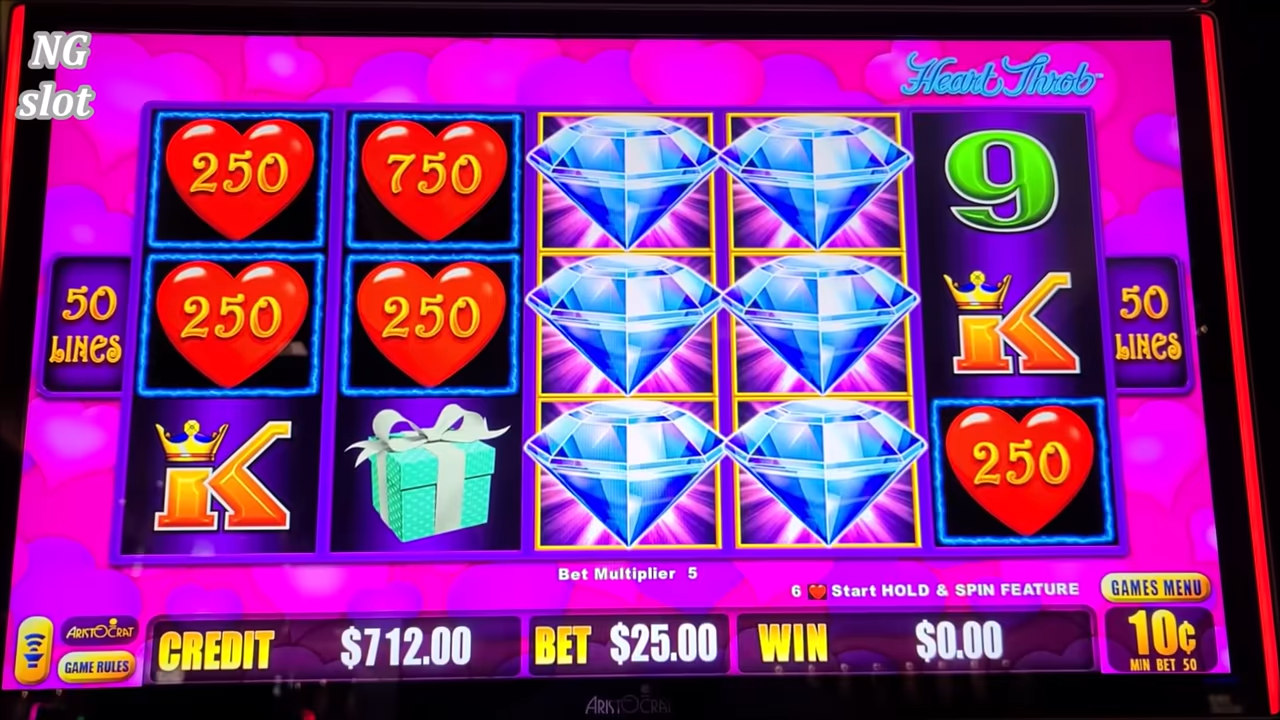 NG
slot
Heart Throb™
250 750 9
250 250 K
K 250
50
LINES
50
LINES
Bet Multiplier 5
6 ❤ Start HOLD & SPIN FEATURE
GAMES MENU
ARISTOCRAT
GAME RULES
CREDIT $712.00 BET $25.00 WIN $0.00
10¢
MIN BET 50
ARISTOCRAT